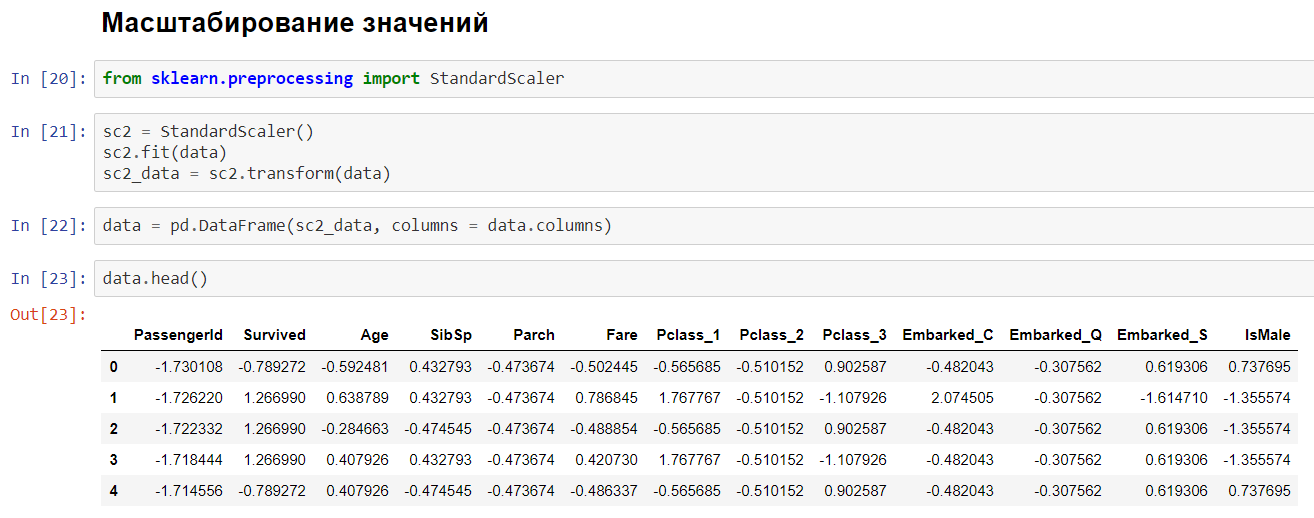 Масштабирование значений
In [20]: from sklearn.preprocessing import StandardScaler
In [21]: sc2 = StandardScaler()
sc2.fit(data)
sc2_data = sc2.transform(data)
In [22]: data = pd.DataFrame(sc2_data, columns = data.columns)
In [23]: data.head()
Out[23]:
PassengerId Survived Age SibSp Parch Fare Pclass_1 Pclass_2 Pclass_3 Embarked_C Embarked_Q Embarked_S IsMale
0 -1.730108 -0.789272 -0.592481 0.432793 -0.473674 -0.502445 -0.565685 -0.510152 0.902587 -0.482043 -0.307562 0.619306 0.737695
1 -1.726220 1.266990 0.638789 0.432793 -0.473674 0.786845 1.767767 -0.510152 -1.107926 2.074505 -0.307562 -1.614710 -1.355574
2 -1.722332 1.266990 -0.284663 -0.474545 -0.473674 -0.488854 -0.565685 -0.510152 0.902587 -0.482043 -0.307562 0.619306 -1.355574
3 -1.718444 1.266990 0.407926 0.432793 -0.473674 0.420730 1.767767 -0.510152 -1.107926 -0.482043 -0.307562 0.619306 -1.355574
4 -1.714556 -0.789272 0.407926 -0.474545 -0.473674 -0.486337 -0.565685 -0.510152 0.902587 -0.482043 -0.307562 0.619306 0.737695